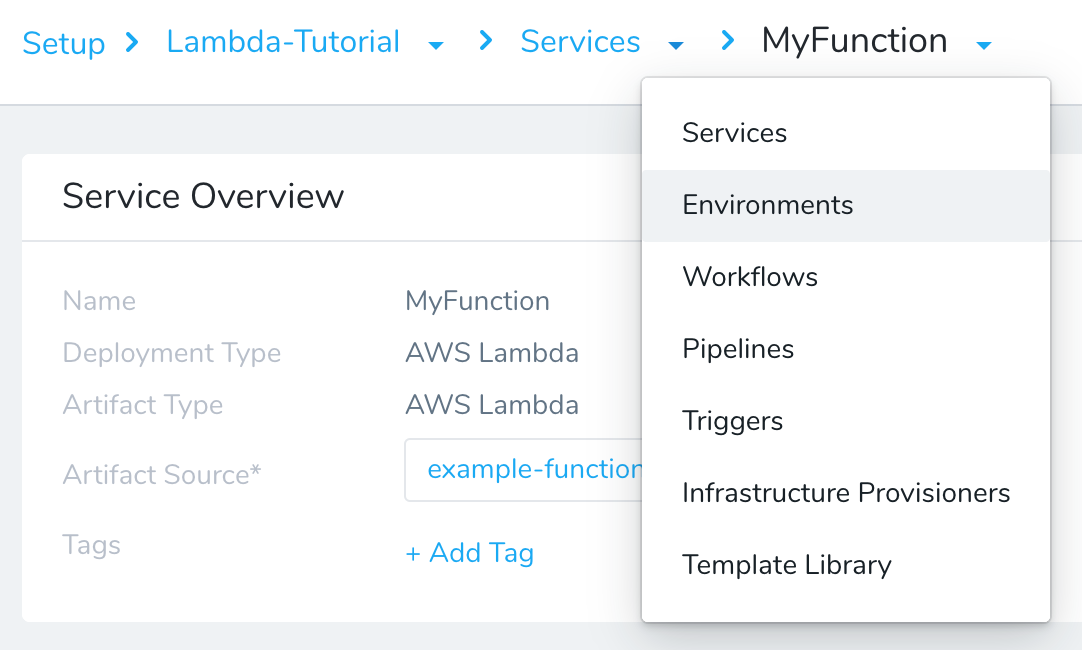 Setup > Lambda-Tutorial > Services > MyFunction
Services
Service Overview
Environments
Workflows
Name MyFunction
Deployment Type AWS Lambda
Pipelines
Artifact Type AWS Lambda
Triggers
Artifact Source* example-function
Infrastructure Provisioners
Tags + Add Tag
Template Library